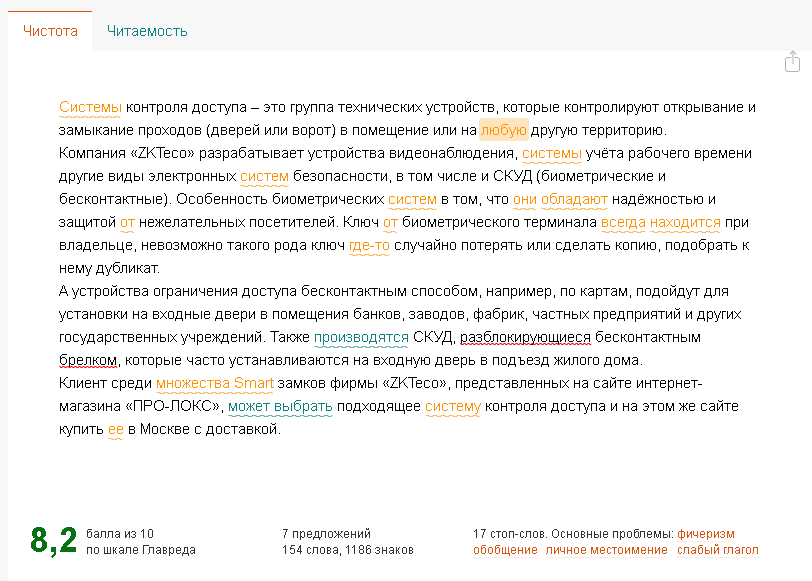 Чистота Читаемость
Системы контроля доступа – это группа технических устройств, которые контролируют открывание и
замыкание проходов (дверей или ворот) в помещение или на любую другую территорию.
Компания «ZKTeco» разрабатывает устройства видеонаблюдения, системы учёта рабочего времени
другие виды электронных систем безопасности, в том числе и СКУД (биометрические и
бесконтактные). Особенность биометрических систем в том, что они обладают надёжностью и
защитой от нежелательных посетителей. Ключ от биометрического терминала всегда находится при
владельце, невозможно такого рода ключ где-то случайно потерять или сделать копию, подобрать к
нему дубликат.
А устройства ограничения доступа бесконтактным способом, например, по картам, подойдут для
установки на входные двери в помещения банков, заводов, фабрик, частных предприятий и других
государственных учреждений. Также производятся СКУД, разблокирующиеся бесконтактным
брелком, которые часто устанавливаются на входную дверь в подъезд жилого дома.
Клиент среди множества Smart замков фирмы «ZKTeco», представленных на сайте интернет-
магазина «ПРО-ЛОКС», может выбрать подходящее систему контроля доступа и на этом же сайте
купить ее в Москве с доставкой.
8,2 балла из 10
по шкале Главреда
7 предложений
154 слова, 1186 знаков
17 стоп-слов. Основные проблемы: фичеризм
обобщение личное местоимение слабый глагол